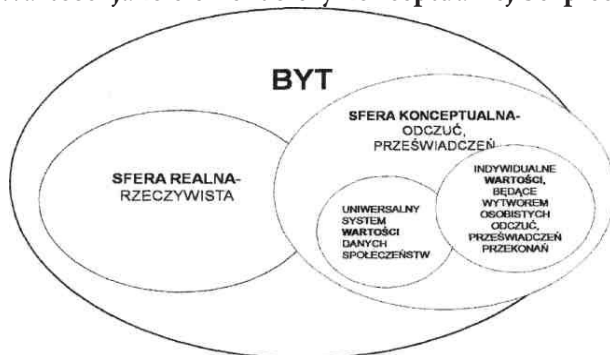 BYT
SFERA KONCEPTUALNA-
ODCZUĆ,
PRZEŚWIADCZEŃ
SFERA REALNA-
RZECZYWISTA
UNIWERSALNY
SYSTEM
WARTOŚCI
DANYCH
SPOŁECZEŃSTW
INDYWIDUALNE
WARTOŚCI,
BĘDĄCE
WYTWOREM
OSOBISTYCH
ODCZUĆ,
PRZEŚWIADCZEŃ
PRZEKONAŃ